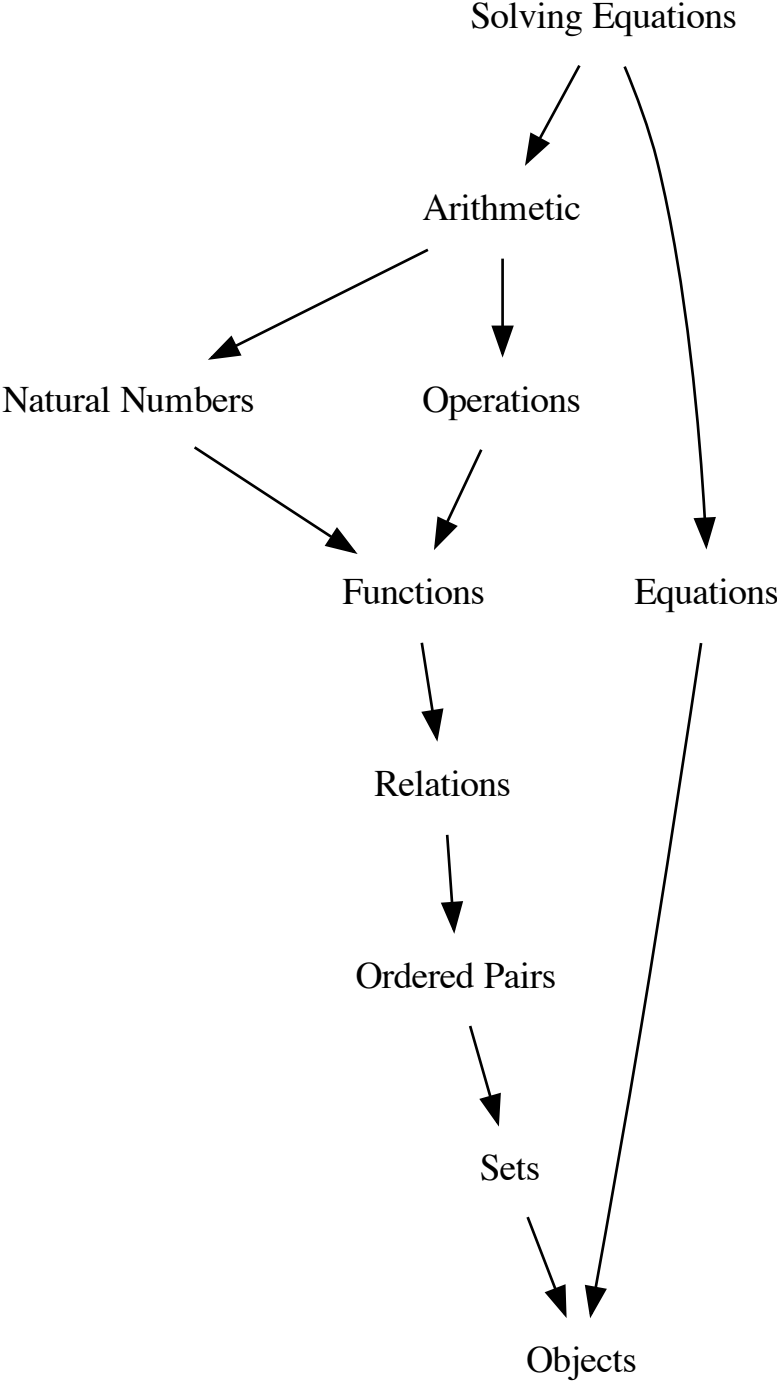 Solving Equations
Arithmetic
Natural Numbers
Operations
Functions
Equations
Relations
Ordered Pairs
Sets
Objects